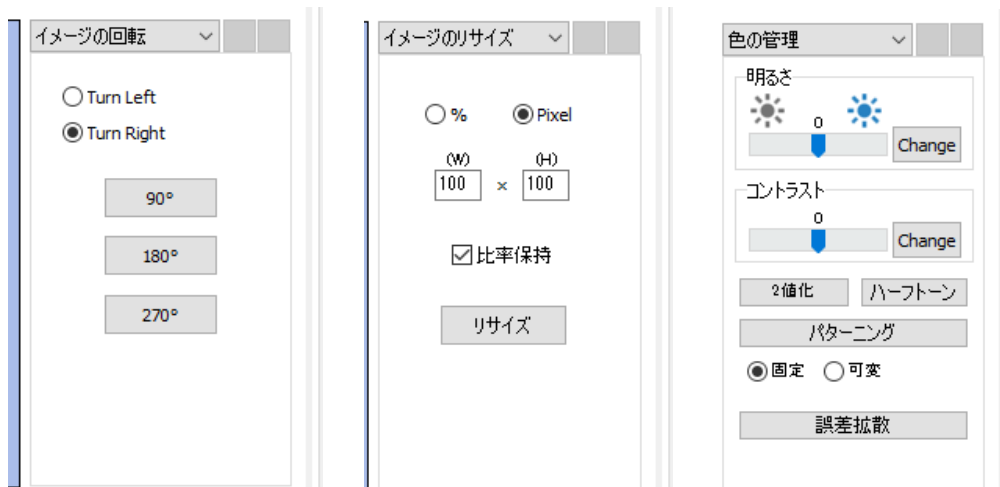 イメージの回転
Turn Left
Turn Right
90°
180°
270°
イメージのリサイズ
% Pixel
(W) (H)
100 × 100
比率保持
リサイズ
色の管理
明るさ
0
Change
コントラスト
0
Change
2値化 ハーフトーン
パターニング
固定 可変
誤差拡散